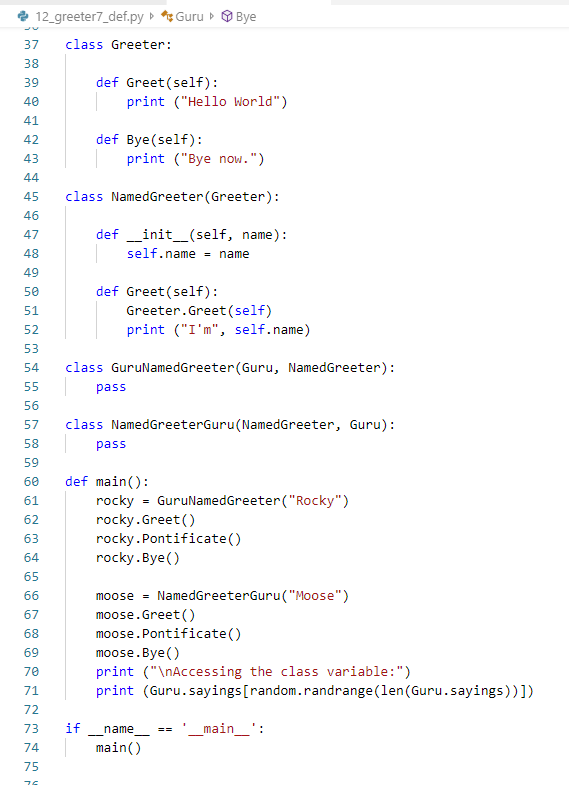 12_greeter7_def.py > Guru > Bye
37 class Greeter:
38
39     def Greet(self):
40         print ("Hello World")
41
42     def Bye(self):
43         print ("Bye now.")
44
45 class NamedGreeter(Greeter):
46
47     def __init__(self, name):
48         self.name = name
49
50     def Greet(self):
51         Greeter.Greet(self)
52         print ("I'm", self.name)
53
54 class GuruNamedGreeter(Guru, NamedGreeter):
55     pass
56
57 class NamedGreeterGuru(NamedGreeter, Guru):
58     pass
59
60 def main():
61     rocky = GuruNamedGreeter("Rocky")
62     rocky.Greet()
63     rocky.Pontificate()
64     rocky.Bye()
65
66     moose = NamedGreeterGuru("Moose")
67     moose.Greet()
68     moose.Pontificate()
69     moose.Bye()
70     print ("\nAccessing the class variable:")
71     print (Guru.sayings[random.randrange(len(Guru.sayings))])
72
73 if __name__ == '__main__':
74     main()
75